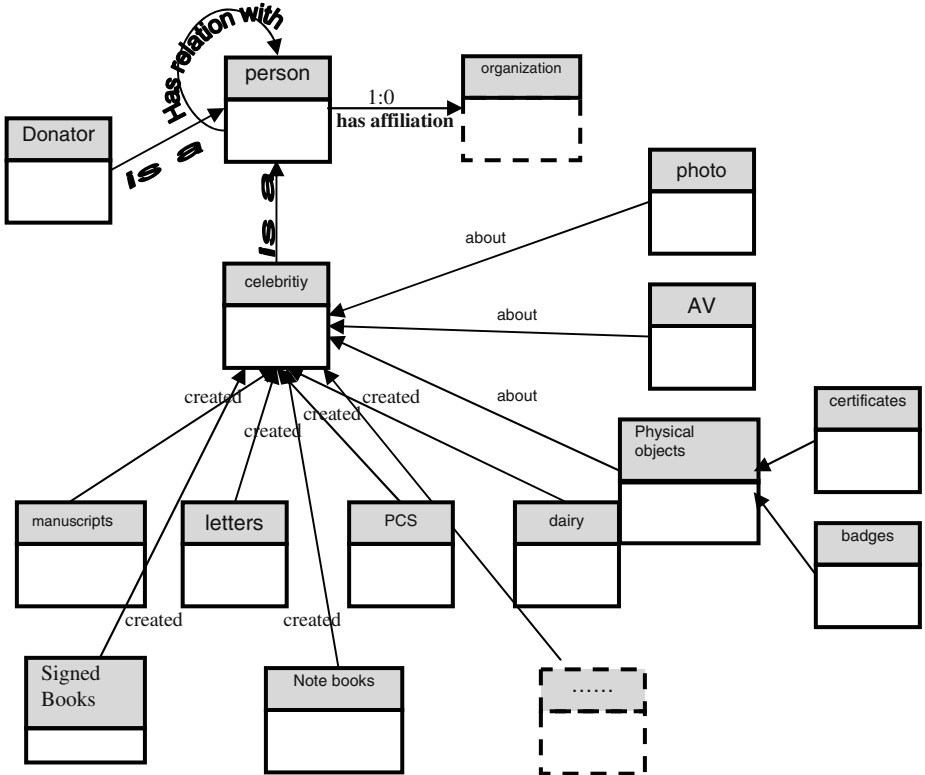 Has relation with
person
organization
1:0
has affiliation
Donator
is a
is a
photo
about
celebritiy
AV
about
created
created
created
created
about
certificates
Physical
objects
manuscripts
letters
PCS
dairy
badges
created
created
Signed
Books
Note books
......